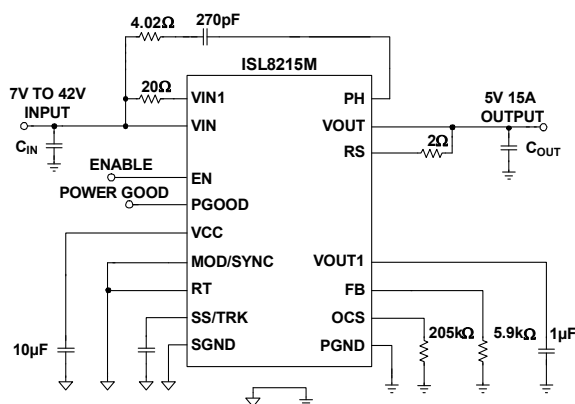 4.02Ω
270pF
ISL8215M
7V TO 42V
INPUT
20Ω
VIN1
PH
5V 15A
OUTPUT
VIN
VOUT
CIN
RS
2Ω
COUT
ENABLE
EN
POWER GOOD
PGOOD
VCC
MOD/SYNC
VOUT1
RT
FB
SS/TRK
OCS
10µF
205kΩ
5.9kΩ
1µF
SGND
PGND